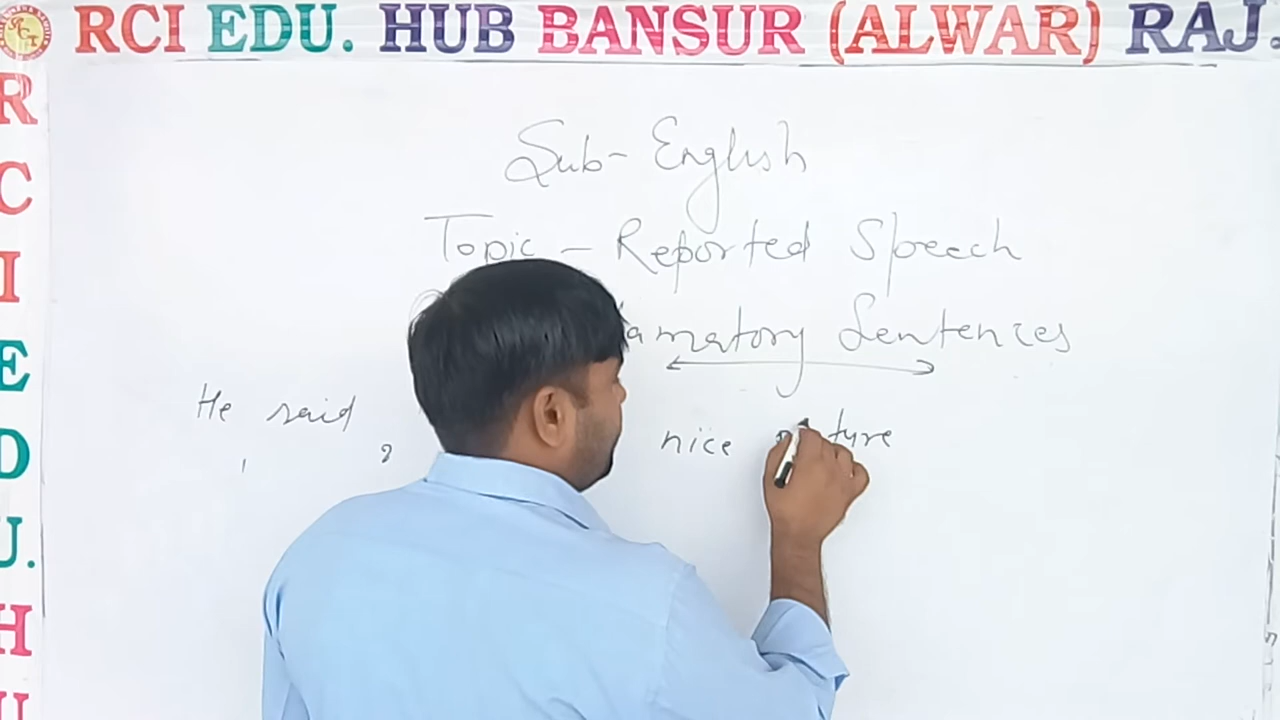 RCI EDU. HUB BANSUR (ALWAR) RAJ.
R
C
I
E
D
U.
H
U
Sub- English
Topic - Reported Speech
amatory Sentences
He said, nice